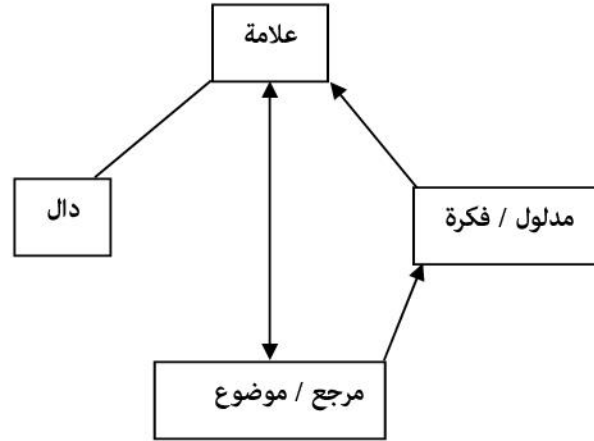 علامة
دال
مدلول / فكرة
مرجع / موضوع